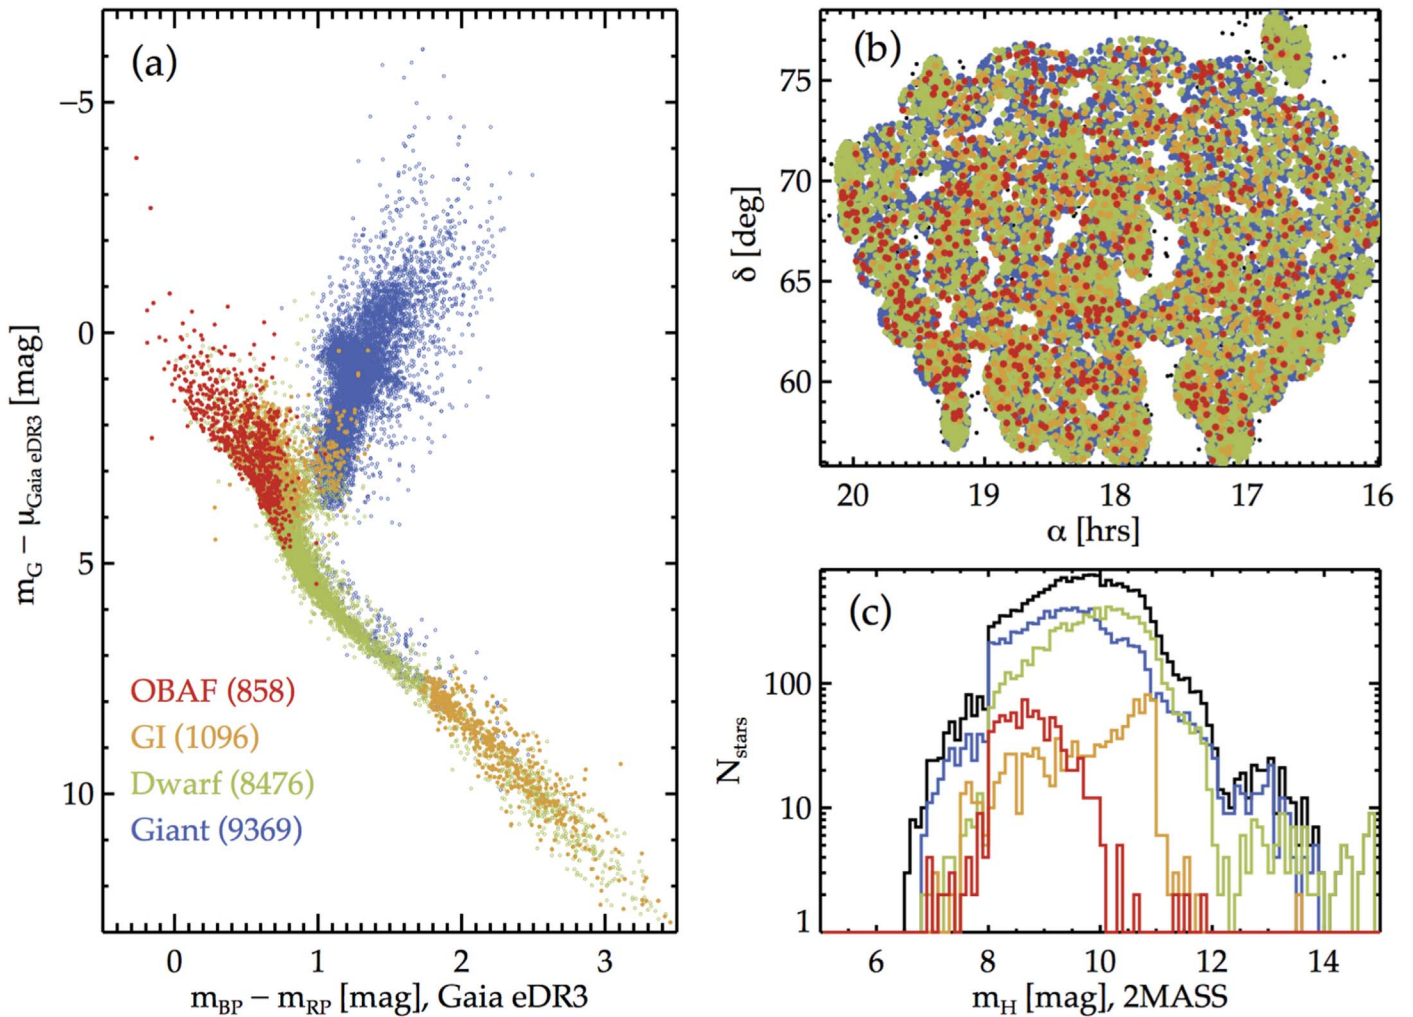 (a)
−5
0
5
10
m_G − μ_Gaia eDR3 [mag]
OBAF (858)
GI (1096)
Dwarf (8476)
Giant (9369)
0 1 2 3
m_BP − m_RP [mag], Gaia eDR3
(b)
75
70
65
60
δ [deg]
20 19 18 17 16
α [hrs]
(c)
100
10
1
N_stars
6 8 10 12 14
m_H [mag], 2MASS